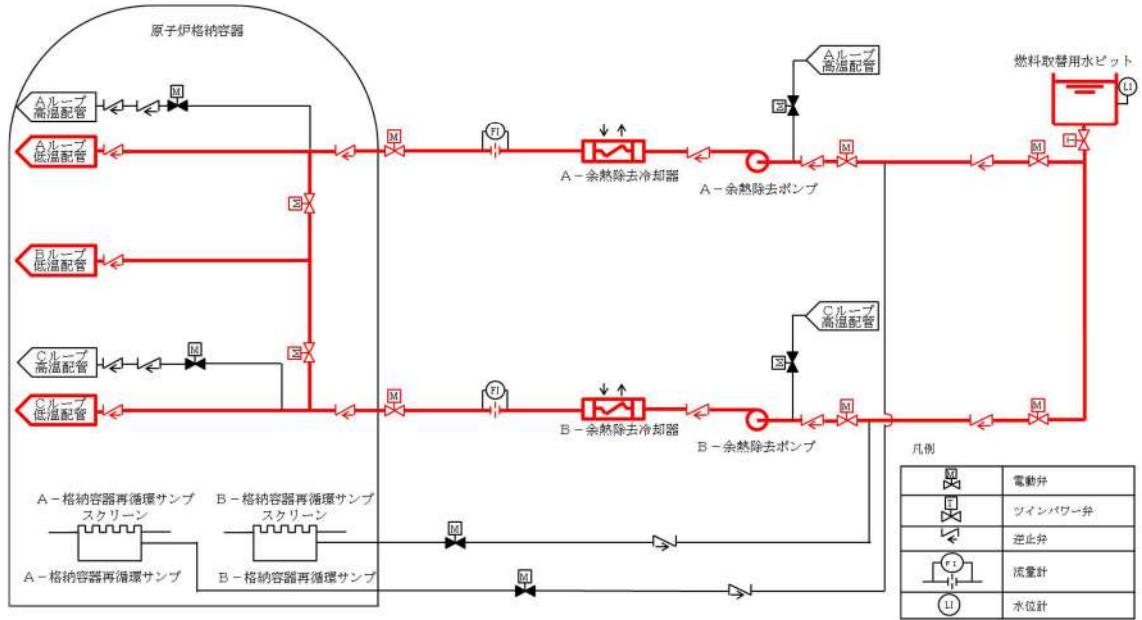 原子炉格納容器
Aループ
高温配管
燃料取替用水ピット
LI
T
Aループ
高温配管
M
Aループ
低温配管
M
FI
M
M
M
A-余熱除去冷却器
A-余熱除去ポンプ
M
Bループ
低温配管
Cループ
高温配管
Cループ
高温配管
M
M
M
Cループ
低温配管
M
FI
M
M
B-余熱除去冷却器
B-余熱除去ポンプ
A-格納容器再循環サンプ
スクリーン
B-格納容器再循環サンプ
スクリーン
M
A-格納容器再循環サンプ
B-格納容器再循環サンプ
M
凡例
M
電動弁
T
ツインパワー弁
逆止弁
FI
流量計
LI
水位計